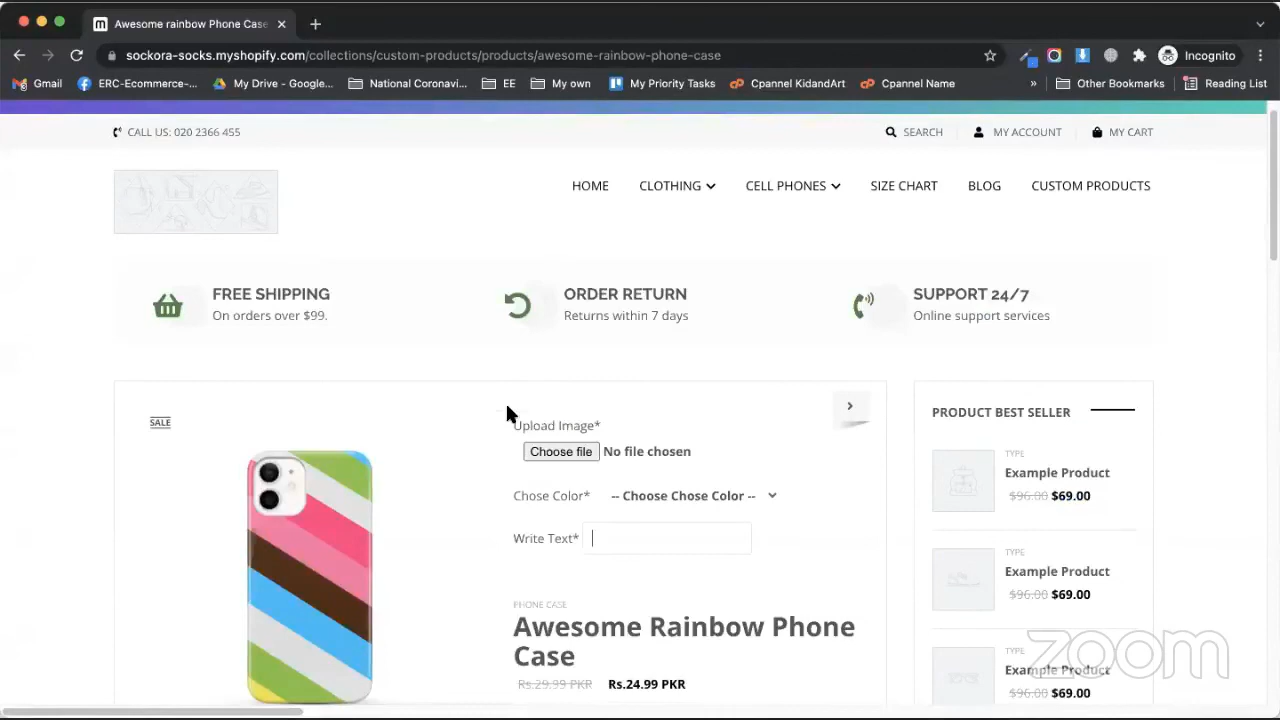 Awesome rainbow Phone Case
sockora-socks.myshopify.com/collections/custom-products/products/awesome-rainbow-phone-case
Incognito
Gmail
ERC-Ecommerce-...
My Drive - Google...
National Coronavi...
EE
My own
My Priority Tasks
Cpannel KidandArt
Cpannel Name
»
Other Bookmarks
Reading List
CALL US: 020 2366 455
SEARCH
MY ACCOUNT
MY CART
HOME
CLOTHING
CELL PHONES
SIZE CHART
BLOG
CUSTOM PRODUCTS
FREE SHIPPING
On orders over $99.
ORDER RETURN
Returns within 7 days
SUPPORT 24/7
Online support services
SALE
Upload Image*
Choose file No file chosen
Chose Color* -- Choose Chose Color --
Write Text*
PHONE CASE
Awesome Rainbow Phone
Case
Rs.29.99 PKR Rs.24.99 PKR
PRODUCT BEST SELLER
TYPE
Example Product
$96.00 $69.00
TYPE
Example Product
$96.00 $69.00
TYPE
Example Product
$96.00 $69.00
zoom